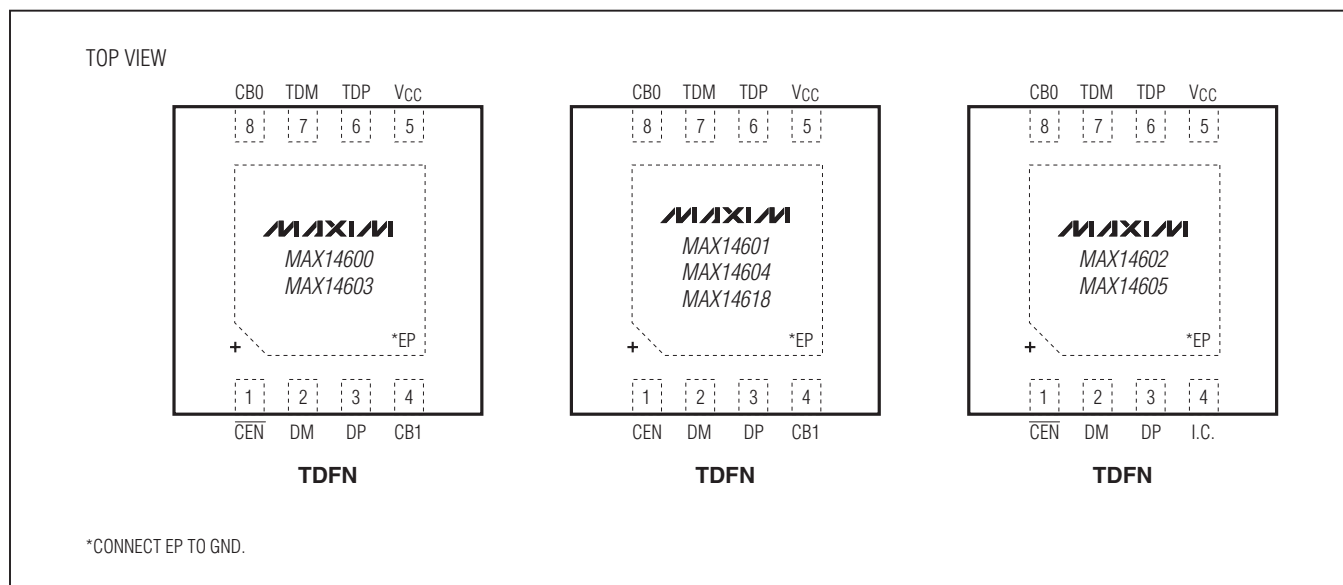 TOP VIEW
CB0 TDM TDP VCC
8 7 6 5
MAXIM
MAX14600
MAX14603
*EP
+
1 2 3 4
CEN DM DP CB1
TDFN
CB0 TDM TDP VCC
8 7 6 5
MAXIM
MAX14601
MAX14604
MAX14618
*EP
+
1 2 3 4
CEN DM DP CB1
TDFN
CB0 TDM TDP VCC
8 7 6 5
MAXIM
MAX14602
MAX14605
*EP
+
1 2 3 4
CEN DM DP I.C.
TDFN
*CONNECT EP TO GND.